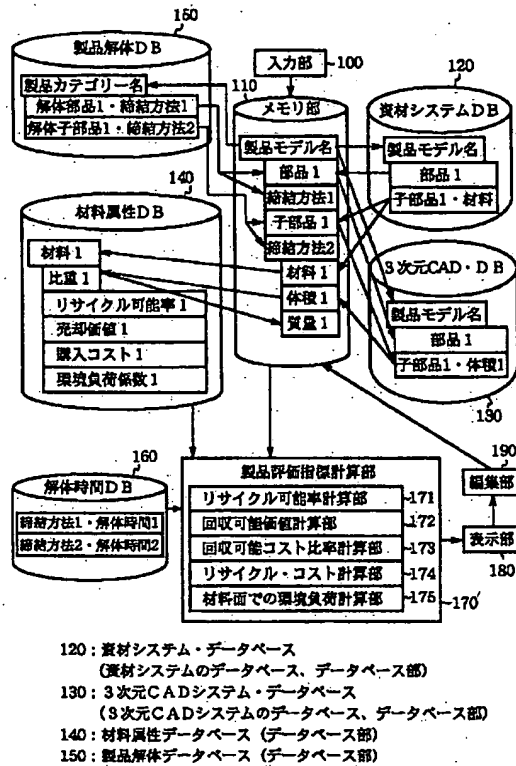 150
製品解体DB
製品カテゴリー名
解体部品1・締結方法1
解体子部品1・締結方法2
入力部
100
110
メモリ部
製品モデル名
部品1
締結方法1
子部品1
締結方法2
材料1
体積1
質量1
120
資材システムDB
製品モデル名
部品1
子部品1・材料
140
材料属性DB
材料1
比重1
リサイクル可能率1
売却価値1
購入コスト1
環境負荷係数1
3次元CAD・DB
製品モデル名
部品1
子部品1・体積1
130
160
解体時間DB
締結方法1・解体時間1
締結方法2・解体時間2
製品評価指標計算部
リサイクル可能率計算部
171
回収可能価値計算部
172
回収可能コスト比率計算部
173
リサイクル・コスト計算部
174
材料面での環境負荷計算部
175
170
190
編集部
表示部
180
120:資材システム・データベース
(資材システムのデータベース、データベース部)
130:3次元CADシステム・データベース
(3次元CADシステムのデータベース、データベース部)
140:材料属性データベース(データベース部)
150:製品解体データベース(データベース部)